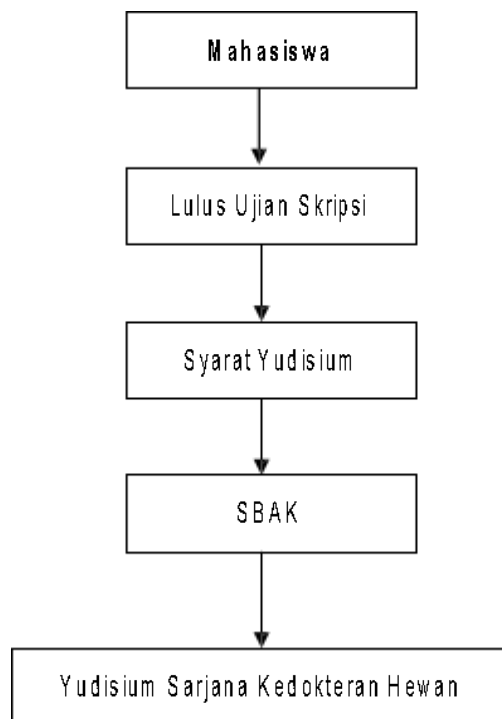 Mahasiswa
Lulus Ujian Skripsi
Syarat Yudisium
SBAK
Yudisium Sarjana Kedokteran Hewan